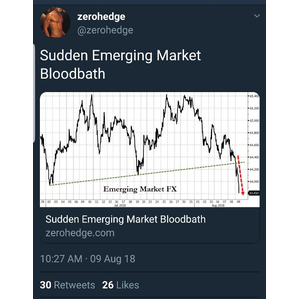 zerohedge
@zerohedge
Sudden Emerging Market
Bloodbath
Emerging Market FX
Sudden Emerging Market Bloodbath
zerohedge.com
10:27 AM · 09 Aug 18
30 Retweets 26 Likes